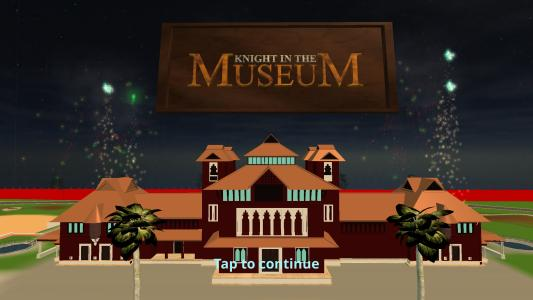 KNIGHT IN THE
MUSEUM
Tap to continue